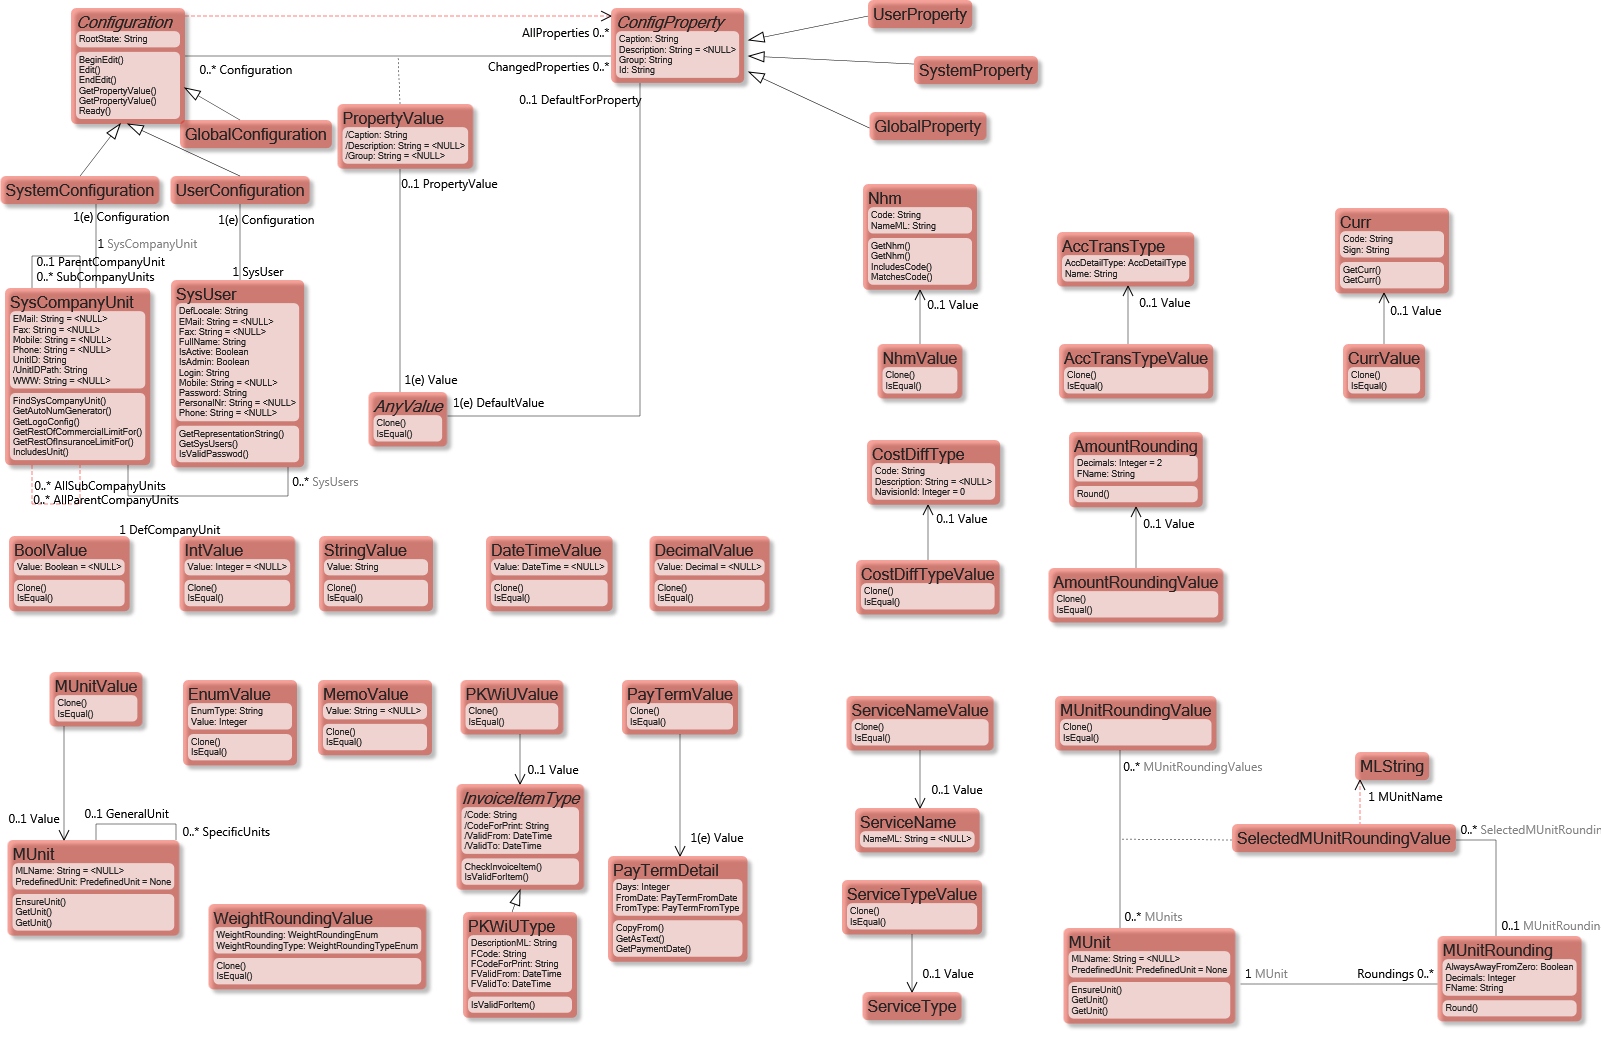 Configuration
RootState: String
BeginEdit()
Edit()
EndEdit()
GetPropertyValue()
GetPropertyValue()
Ready()
AllProperties 0..*
0..* Configuration
ChangedProperties 0..*
ConfigProperty
Caption: String
Description: String = <NULL>
Group: String
Id: String
UserProperty
SystemProperty
GlobalProperty
0..1 DefaultForProperty
GlobalConfiguration
PropertyValue
/Caption: String
/Description: String = <NULL>
/Group: String = <NULL>
0..1 PropertyValue
SystemConfiguration
UserConfiguration
1(e) Configuration
1(e) Configuration
1 SysCompanyUnit
0..1 ParentCompanyUnit
0..* SubCompanyUnits
1 SysUser
SysCompanyUnit
EMail: String = <NULL>
Fax: String = <NULL>
Mobile: String = <NULL>
Phone: String = <NULL>
UnitID: String
/UnitIDPath: String
WWW: String = <NULL>
FindSysCompanyUnit()
GetAutoNumGenerator()
GetLogoConfig()
GetRestOfCommercialLimitFor()
GetRestOfInsuranceLimitFor()
IncludesUnit()
SysUser
DefLocale: String
EMail: String = <NULL>
Fax: String = <NULL>
FullName: String
IsActive: Boolean
IsAdmin: Boolean
Login: String
Mobile: String = <NULL>
Password: String
PersonalNr: String = <NULL>
Phone: String = <NULL>
GetRepresentationString()
GetSysUsers()
IsValidPasswod()
1(e) Value
1(e) DefaultValue
AnyValue
Clone()
IsEqual()
0..* AllSubCompanyUnits
0..* AllParentCompanyUnits
0..* SysUsers
1 DefCompanyUnit
Nhm
Code: String
NameML: String
GetNhm()
GetNhm()
IncludesCode()
MatchesCode()
0..1 Value
NhmValue
Clone()
IsEqual()
AccTransType
AccDetailType: AccDetailType
Name: String
0..1 Value
AccTransTypeValue
Clone()
IsEqual()
Curr
Code: String
Sign: String
GetCurr()
GetCurr()
0..1 Value
CurrValue
Clone()
IsEqual()
CostDiffType
Code: String
Description: String = <NULL>
NavisionId: Integer = 0
0..1 Value
CostDiffTypeValue
Clone()
IsEqual()
AmountRounding
Decimals: Integer = 2
FName: String
Round()
0..1 Value
AmountRoundingValue
Clone()
IsEqual()
BoolValue
Value: Boolean = <NULL>
Clone()
IsEqual()
IntValue
Value: Integer = <NULL>
Clone()
IsEqual()
StringValue
Value: String
Clone()
IsEqual()
DateTimeValue
Value: DateTime = <NULL>
Clone()
IsEqual()
DecimalValue
Value: Decimal = <NULL>
Clone()
IsEqual()
MUnitValue
Clone()
IsEqual()
EnumValue
EnumType: String
Value: Integer
Clone()
IsEqual()
MemoValue
Value: String = <NULL>
Clone()
IsEqual()
PKWiUValue
Clone()
IsEqual()
PayTermValue
Clone()
IsEqual()
0..1 Value
0..1 GeneralUnit
0..* SpecificUnits
MUnit
MLName: String = <NULL>
PredefinedUnit: PredefinedUnit = None
EnsureUnit()
GetUnit()
GetUnit()
WeightRoundingValue
WeightRounding: WeightRoundingEnum
WeightRoundingType: WeightRoundingTypeEnum
Clone()
IsEqual()
0..1 Value
InvoiceItemType
/Code: String
/CodeForPrint: String
/ValidFrom: DateTime
/ValidTo: DateTime
CheckInvoiceItem()
IsValidForItem()
PKWiUType
DescriptionML: String
FCode: String
FCodeForPrint: String
FValidFrom: DateTime
FValidTo: DateTime
IsValidForItem()
1(e) Value
PayTermDetail
Days: Integer
FromDate: PayTermFromDate
FromType: PayTermFromType
CopyFrom()
GetAsText()
GetPaymentDate()
ServiceNameValue
Clone()
IsEqual()
0..1 Value
ServiceName
NameML: String = <NULL>
ServiceTypeValue
Clone()
IsEqual()
0..1 Value
ServiceType
MUnitRoundingValue
Clone()
IsEqual()
0..* MUnitRoundingValues
MLString
1 MUnitName
SelectedMUnitRoundingValue
0..* SelectedMUnitRoundin
0..* MUnits
0..1 MUnitRoundin
MUnit
MLName: String = <NULL>
PredefinedUnit: PredefinedUnit = None
EnsureUnit()
GetUnit()
GetUnit()
1 MUnit
Roundings 0..*
MUnitRounding
AlwaysAwayFromZero: Boolean
Decimals: Integer
FName: String
Round()